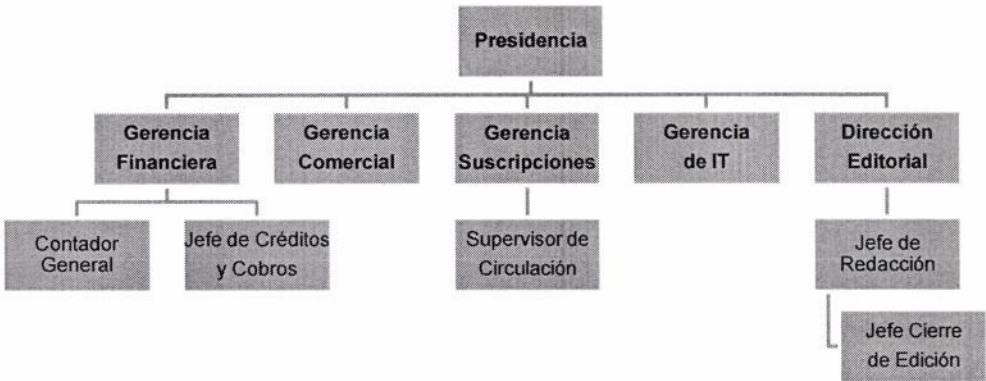 Presidencia
Gerencia
Financiera
Gerencia
Comercial
Gerencia
Suscripciones
Gerencia
de IT
Dirección
Editorial
Contador
General
Jefe de Créditos
y Cobros
Supervisor de
Circulación
Jefe de
Redacción
Jefe Cierre
de Edición